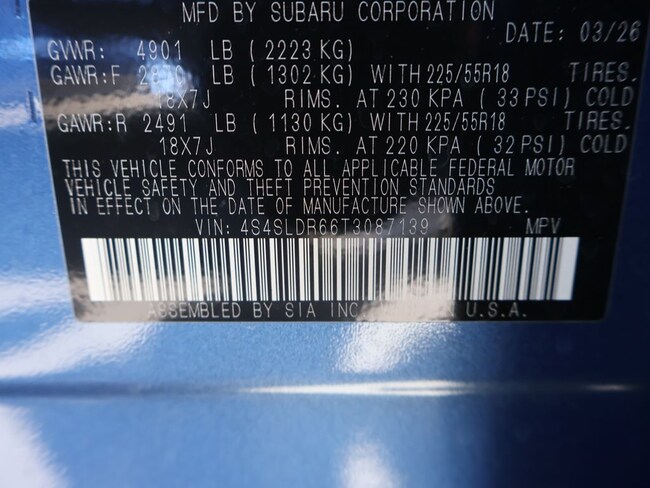 MFD BY SUBARU CORPORATION
DATE: 03/26
GVWR: 4901 LB ( 2223 KG)
GAWR:F 2870 LB ( 1302 KG) WITH 225/55R18 TIRES.
18X7J RIMS. AT 230 KPA ( 33 PSI) COLD
GAWR:R 2491 LB ( 1130 KG) WITH 225/55R18 TIRES.
18X7J RIMS. AT 220 KPA ( 32 PSI) COLD
THIS VEHICLE CONFORMS TO ALL APPLICABLE FEDERAL MOTOR
VEHICLE SAFETY AND THEFT PREVENTION STANDARDS
IN EFFECT ON THE DATE OF MANUFACTURE SHOWN ABOVE.
VIN: 4S4SLDR66T3087139 MPV
ASSEMBLED BY SIA INC. U.S.A.